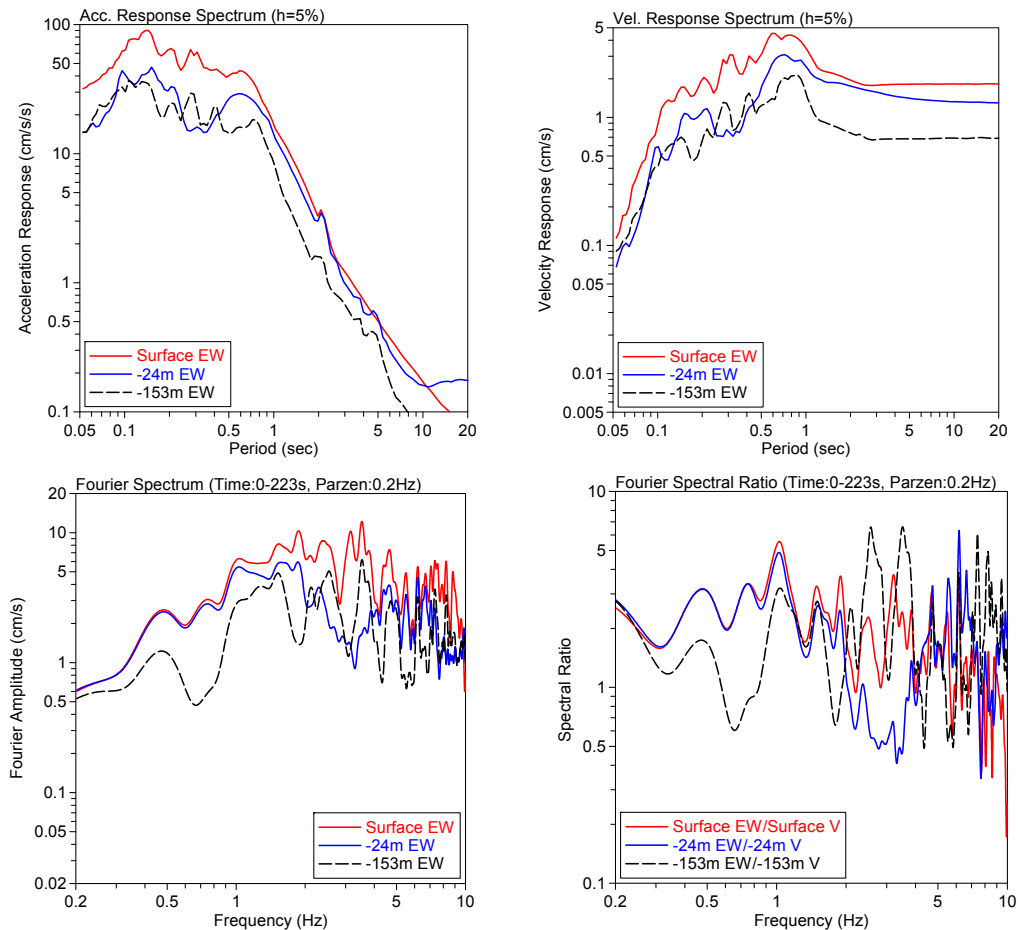 Acc. Response Spectrum (h=5%)
100
50
10
5
1
0.5
0.1
Acceleration Response (cm/s/s)
Surface EW
-24m EW
-153m EW
0.05 0.1 0.5 1 5 10 20
Period (sec)
Vel. Response Spectrum (h=5%)
5
1
0.5
0.1
0.01
0.005
Velocity Response (cm/s)
Surface EW
-24m EW
-153m EW
0.05 0.1 0.5 1 5 10 20
Period (sec)
Fourier Spectrum (Time:0-223s, Parzen:0.2Hz)
20
10
5
1
0.5
0.1
0.05
0.02
Fourier Amplitude (cm/s)
Surface EW
-24m EW
-153m EW
0.2 0.5 1 5 10
Frequency (Hz)
Fourier Spectral Ratio (Time:0-223s, Parzen:0.2Hz)
10
5
1
0.5
0.1
Spectral Ratio
Surface EW/Surface V
-24m EW/-24m V
-153m EW/-153m V
0.2 0.5 1 5 10
Frequency (Hz)